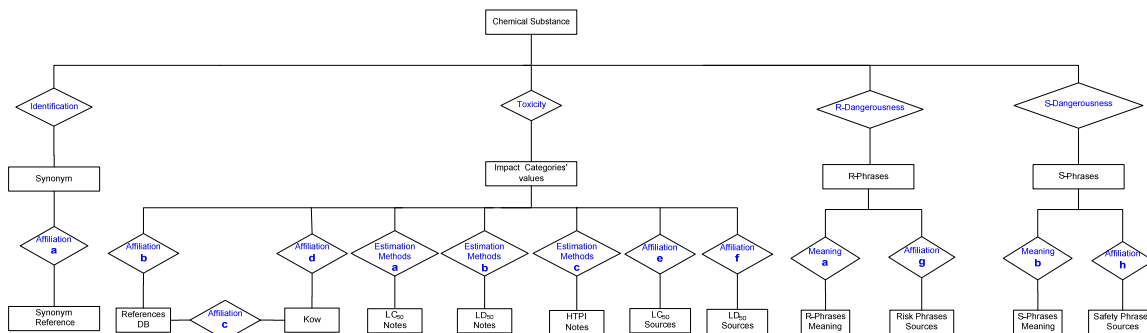 Chemical Substance
Identification
Toxicity
R-Dangerousness
S-Dangerousness
Synonym
Impact Categories'
values
R-Phrases
S-Phrases
Affiliation
a
Affiliation
b
Affiliation
d
Estimation
Methods
a
Estimation
Methods
b
Estimation
Methods
c
Affiliation
e
Affiliation
f
Meaning
a
Affiliation
g
Meaning
b
Affiliation
h
Synonym
Reference
References
DB
Affiliation
c
Kow
LC50
Notes
LD50
Notes
HTPI
Notes
LC50
Sources
LD50
Sources
R-Phrases
Meaning
Risk Phrases
Sources
S-Phrases
Meaning
Safety Phrases
Sources